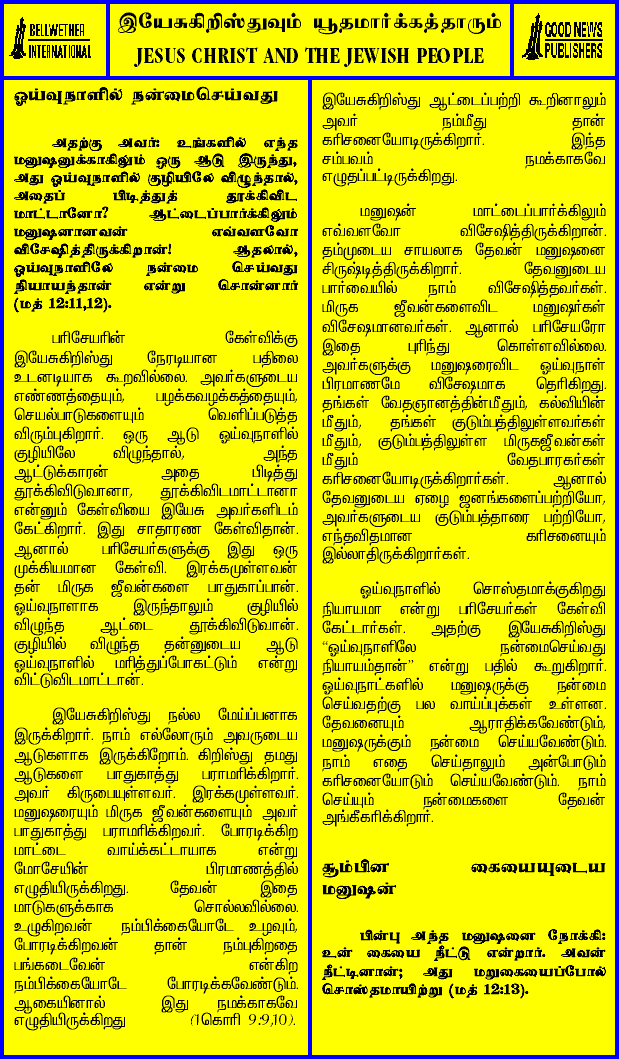 BELLWETHER
INTERNATIONAL
இயேசுகிறிஸ்துவும் யூதமார்க்கத்தாரும்
JESUS CHRIST AND THE JEWISH PEOPLE
GOOD NEWS
PUBLISHERS
ஓய்வுநாளில் நன்மைசெய்வது
அதற்கு அவர்: உங்களில் எந்த
மனுஷனுக்காகிலும் ஒரு ஆடு இருந்து,
அது ஓய்வுநாளில் குழியிலே விழுந்தால்,
அதைப் பிடித்துத் தூக்கிவிட
மாட்டானோ? ஆட்டைப்பார்க்கிலும்
மனுஷனானவன் எவ்வளவோ
விசேஷித்திருக்கிறான்! ஆதலால்,
ஓய்வுநாளிலே நன்மை செய்வது
நியாயந்தான் என்று சொன்னார்
(மத் 12:11,12).
பரிசேயரின் கேள்விக்கு
இயேசுகிறிஸ்து நேரடியான பதிலை
உடனடியாக கூறவில்லை. அவர்களுடைய
எண்ணத்தையும், பழக்கவழக்கத்தையும்,
செயல்பாடுகளையும் வெளிப்படுத்த
விரும்புகிறார். ஒரு ஆடு ஓய்வுநாளில்
குழியிலே விழுந்தால், அந்த
ஆட்டுக்காரன் அதை பிடித்து
தூக்கிவிடுவானா, தூக்கிவிடமாட்டானா
என்னும் கேள்வியை இயேசு அவர்களிடம்
கேட்கிறார். இது சாதாரண கேள்விதான்.
ஆனால் பரிசேயர்களுக்கு இது ஒரு
முக்கியமான கேள்வி. இரக்கமுள்ளவன்
தன் மிருக ஜீவன்களை பாதுகாப்பான்.
ஓய்வுநாளாக இருந்தாலும் குழியில்
விழுந்த ஆட்டை தூக்கிவிடுவான்.
குழியில் விழுந்த தன்னுடைய ஆடு
ஓய்வுநாளில் மரித்துப்போகட்டும் என்று
விட்டுவிடமாட்டான்.
இயேசுகிறிஸ்து நல்ல மேய்ப்பனாக
இருக்கிறார். நாம் எல்லோரும் அவருடைய
ஆடுகளாக இருக்கிறோம். கிறிஸ்து தமது
ஆடுகளை பாதுகாத்து பராமரிக்கிறார்.
அவர் கிருபையுள்ளவர். இரக்கமுள்ளவர்.
மனுஷரையும் மிருக ஜீவன்களையும் அவர்
பாதுகாத்து பராமரிக்கிறவர். போரடிக்கிற
மாட்டை வாய்க்கட்டாயாக என்று
மோசேயின் பிரமாணத்தில்
எழுதியிருக்கிறது. தேவன் இதை
மாடுகளுக்காக சொல்லவில்லை.
உழுகிறவன் நம்பிக்கையோடே உழவும்,
போரடிக்கிறவன் தான் நம்புகிறதை
பங்கடைவேன் என்கிற
நம்பிக்கையோடே போரடிக்கவேண்டும்.
ஆகையினால் இது நமக்காகவே
எழுதியிருக்கிறது (1கொரி 9:9,10).
இயேசுகிறிஸ்து ஆட்டைப்பற்றி கூறினாலும்
அவர் நம்மீது தான்
கரிசனையோடிருக்கிறார். இந்த
சம்பவம் நமக்காகவே
எழுதப்பட்டிருக்கிறது.
மனுஷன் மாட்டைப்பார்க்கிலும்
எவ்வளவோ விசேஷித்திருக்கிறான்.
தம்முடைய சாயலாக தேவன் மனுஷனை
சிருஷ்டித்திருக்கிறார். தேவனுடைய
பார்வையில் நாம் விசேஷித்தவர்கள்.
மிருக ஜீவன்களைவிட மனுஷர்கள்
விசேஷமானவர்கள். ஆனால் பரிசேயரோ
இதை புரிந்து கொள்ளவில்லை.
அவர்களுக்கு மனுஷரைவிட ஓய்வுநாள்
பிரமாணமே விசேஷமாக தெரிகிறது.
தங்கள் வேதஞானத்தின்மீதும், கல்வியின்
மீதும், தங்கள் குடும்பத்திலுள்ளவர்கள்
மீதும், குடும்பத்திலுள்ள மிருகஜீவன்கள்
மீதும் வேதபாரகர்கள்
கரிசனையோடிருக்கிறார்கள். ஆனால்
தேவனுடைய ஏழை ஜனங்களைப்பற்றியோ,
அவர்களுடைய குடும்பத்தாரை பற்றியோ,
எந்தவிதமான கரிசனையும்
இல்லாதிருக்கிறார்கள்.
ஓய்வுநாளில் சொஸ்தமாக்குகிறது
நியாயமா என்று பரிசேயர்கள் கேள்வி
கேட்டார்கள். அதற்கு இயேசுகிறிஸ்து
“ஓய்வுநாளிலே நன்மைசெய்வது
நியாயம்தான்” என்று பதில் கூறுகிறார்.
ஓய்வுநாட்களில் மனுஷருக்கு நன்மை
செய்வதற்கு பல வாய்ப்புக்கள் உள்ளன.
தேவனையும் ஆராதிக்கவேண்டும்,
மனுஷருக்கும் நன்மை செய்யவேண்டும்.
நாம் எதை செய்தாலும் அன்போடும்
கரிசனையோடும் செய்யவேண்டும். நாம்
செய்யும் நன்மைகளை தேவன்
அங்கீகரிக்கிறார்.
சூம்பின கையையுடைய
மனுஷன்
பின்பு அந்த மனுஷனை நோக்கி:
உன் கையை நீட்டு என்றார். அவன்
நீட்டினான்; அது மறுகையைப்போல்
சொஸ்தமாயிற்று (மத் 12:13).